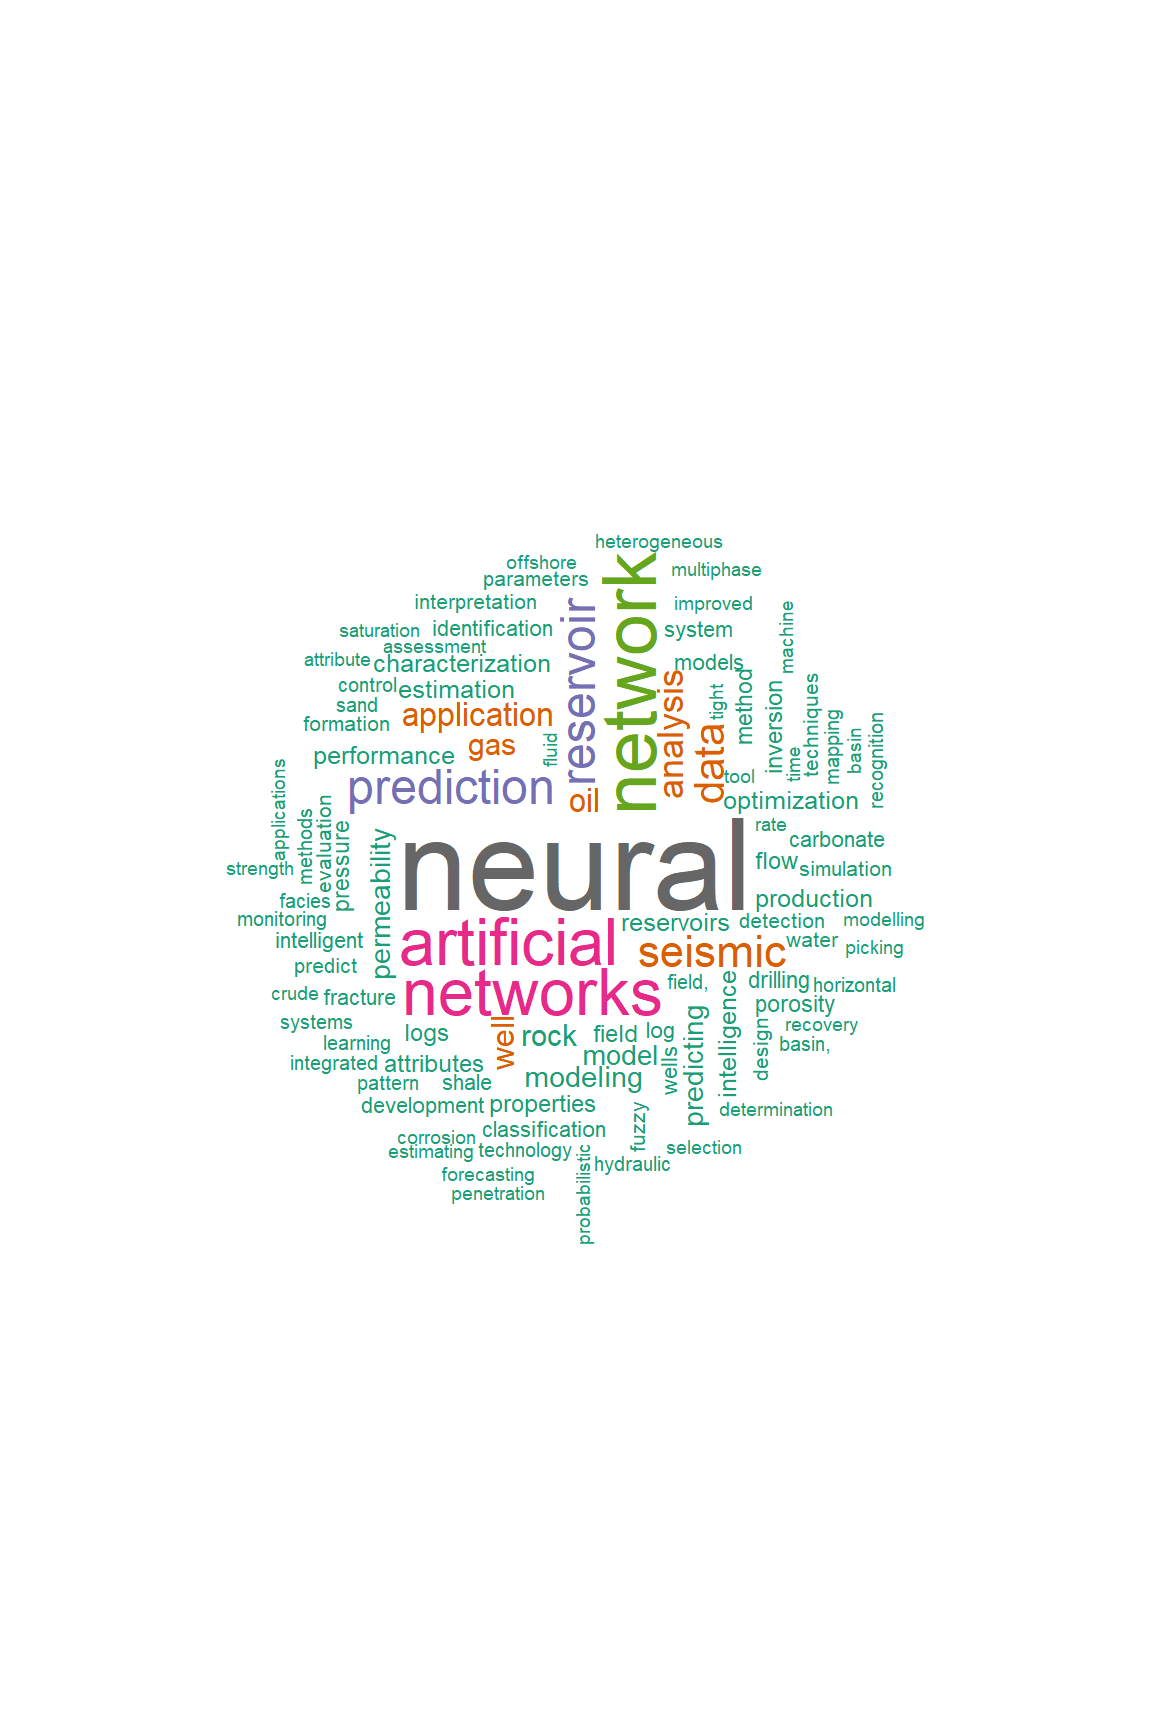 heterogeneous
offshore
multiphase
parameters
network
interpretation
improved
reservoir
saturation
identification
system
machine
assessment
attribute
characterization
models
control
estimation
analysis
tight
method
inversion
techniques
sand
formation
application
data
mapping
basin
recognition
performance
gas
fluid
time
tool
prediction
oil
optimization
applications
methods
evaluation
pressure
permeability
neural
rate
carbonate
strength
flow
simulation
facies
production
monitoring
artificial
reservoirs
detection
modelling
intelligent
seismic
water
picking
predict
networks
field,
drilling
horizontal
crude
fracture
intelligence
porosity
systems
logs
well
rock
field
log
predicting
design
recovery
learning
model
wells
basin,
integrated
attributes
modeling
pattern
shale
development
properties
fuzzy
determination
corrosion
classification
estimating
technology
selection
probabilistic
hydraulic
forecasting
penetration